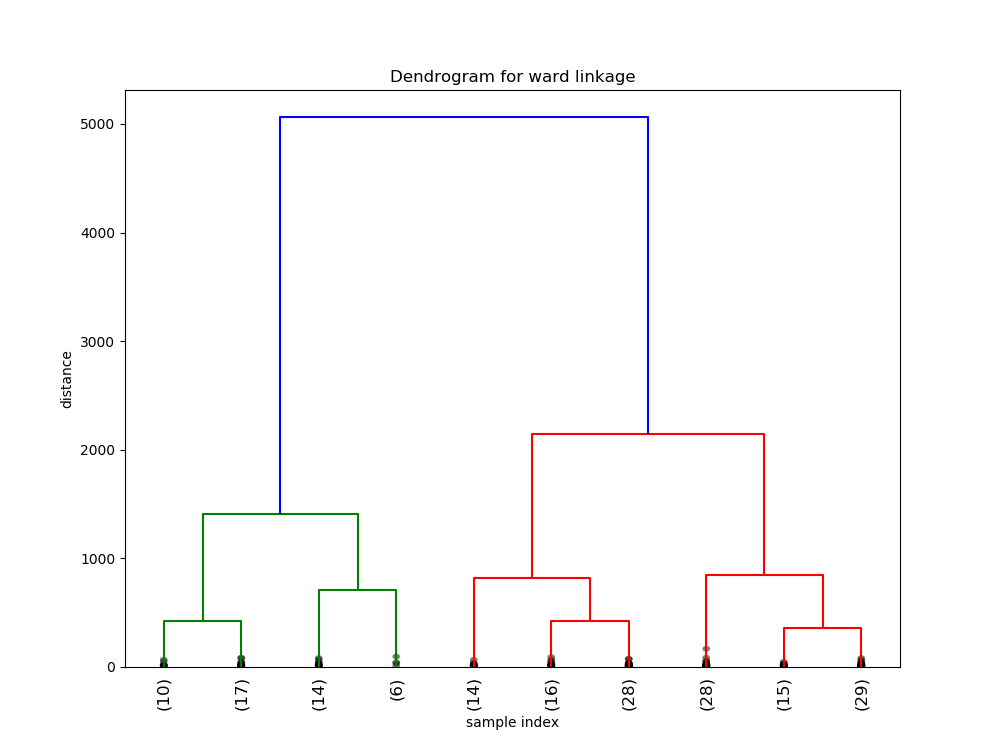 Dendrogram for ward linkage
5000
4000
3000
2000
1000
0
distance
(10) (17) (14) (6) (14) (16) (28) (28) (15) (29)
sample index